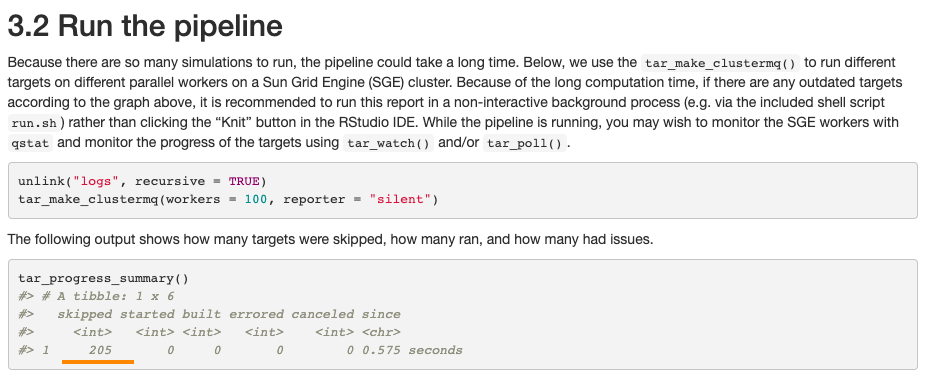 3.2 Run the pipeline
Because there are so many simulations to run, the pipeline could take a long time. Below, we use the tar_make_clustermq() to run different
targets on different parallel workers on a Sun Grid Engine (SGE) cluster. Because of the long computation time, if there are any outdated targets
according to the graph above, it is recommended to run this report in a non-interactive background process (e.g. via the included shell script
run.sh ) rather than clicking the “Knit” button in the RStudio IDE. While the pipeline is running, you may wish to monitor the SGE workers with
qstat and monitor the progress of the targets using tar_watch() and/or tar_poll() .
unlink("logs", recursive = TRUE)
tar_make_clustermq(workers = 100, reporter = "silent")
The following output shows how many targets were skipped, how many ran, and how many had issues.
tar_progress_summary()
#> # A tibble: 1 x 6
#>   skipped started built errored canceled since
#>     <int>   <int> <int>   <int>    <int> <chr>
#> 1     205       0     0       0        0 0.575 seconds